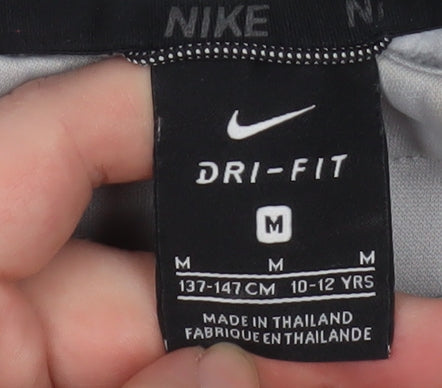 NIKE
DRI-FIT
M
M M M
137-147 CM 10-12 YRS
MADE IN THAILAND
FABRIQUE EN THAILANDE